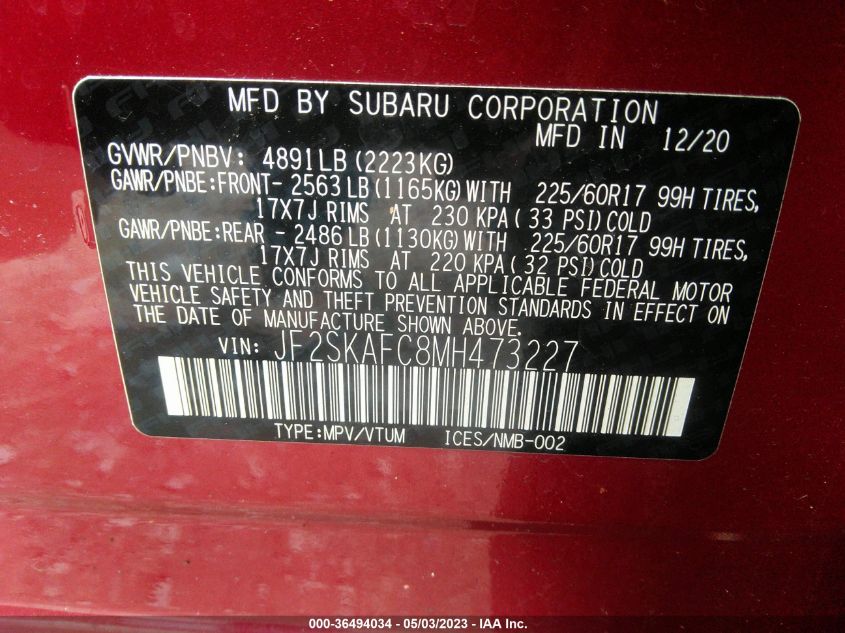 MFD BY SUBARU CORPORATION
MFD IN 12/20
GVWR/PNBV: 4891LB (2223KG)
GAWR/PNBE:FRONT- 2563LB(1165KG)WITH 225/60R17 99H TIRES,
17X7J RIMS AT 230 KPA( 33 PSI)COLD
GAWR/PNBE:REAR - 2486LB(1130KG)WITH 225/60R17 99H TIRES,
17X7J RIMS AT 220 KPA( 32 PSI)COLD
THIS VEHICLE CONFORMS TO ALL APPLICABLE FEDERAL MOTOR
VEHICLE SAFETY AND THEFT PREVENTION STANDARDS IN EFFECT ON
THE DATE OF MANUFACTURE SHOWN ABOVE.
VIN: JF2SKAFC8MH473227
TYPE:MPV/VTUM ICES/NMB-002
000-36494034 - 05/03/2023 - IAA Inc.